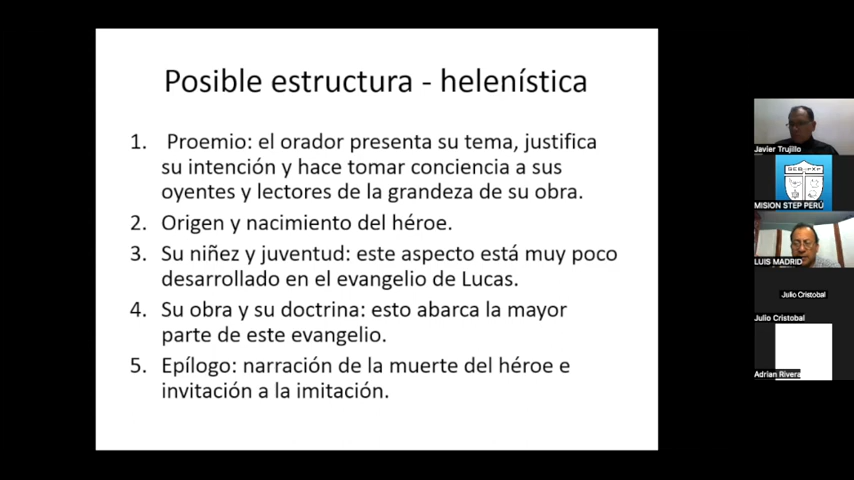 Posible estructura - helenística
1. Proemio: el orador presenta su tema, justifica
su intención y hace tomar conciencia a sus
oyentes y lectores de la grandeza de su obra.
2. Origen y nacimiento del héroe.
3. Su niñez y juventud: este aspecto está muy poco
desarrollado en el evangelio de Lucas.
4. Su obra y su doctrina: esto abarca la mayor
parte de este evangelio.
5. Epílogo: narración de la muerte del héroe e
invitación a la imitación.
Javier Trujillo
MISION STEP PERÚ
LUIS MADRID
Julio Cristobal
Julio Cristobal
Adrian Rivera